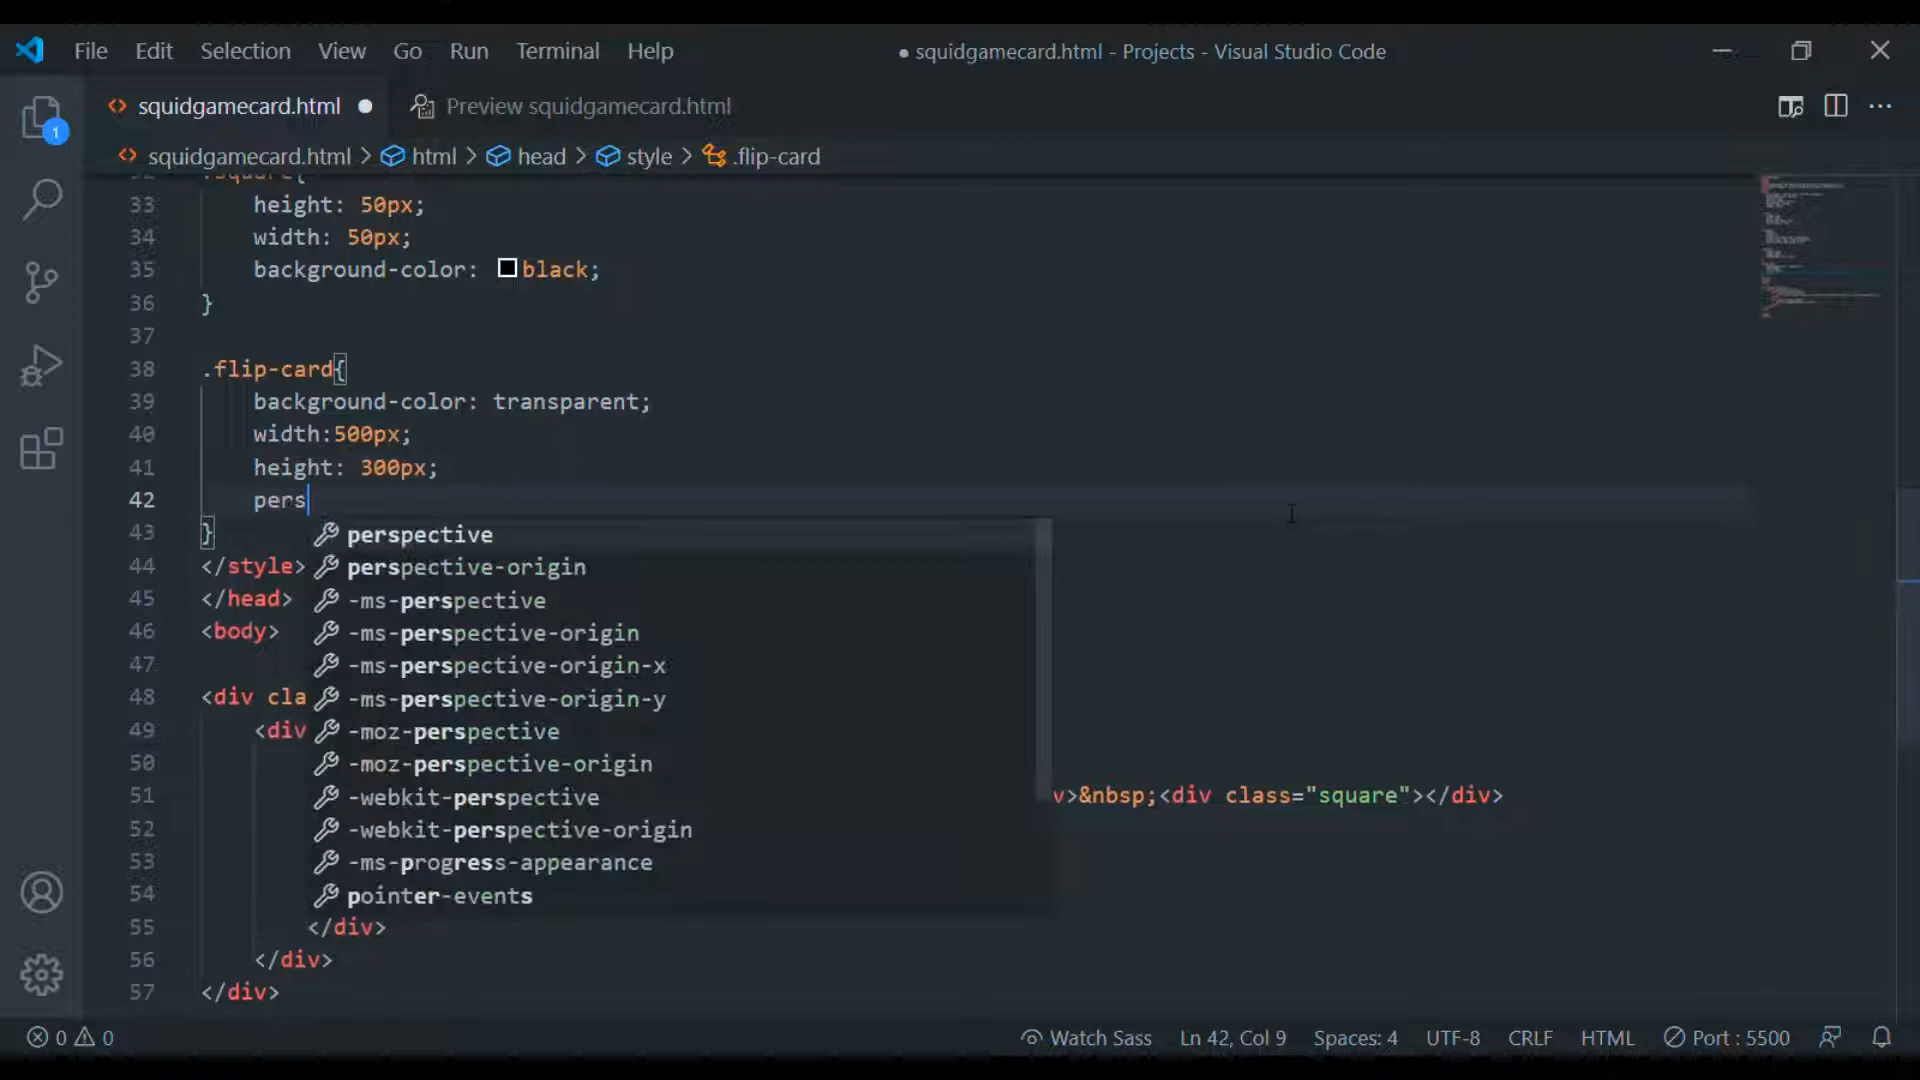 File Edit Selection View Go Run Terminal Help ● squidgamecard.html - Projects - Visual Studio Code
squidgamecard.html ● Preview squidgamecard.html
1
squidgamecard.html > html > head > style > .flip-card
.square{
33 height: 50px;
34 width: 50px;
35 background-color: black;
36 }
37
38 .flip-card{
39 background-color: transparent;
40 width:500px;
41 height: 300px;
42 pers
43 }
perspective
44 </style>
perspective-origin
45 </head>
-ms-perspective
46 <body>
-ms-perspective-origin
47
-ms-perspective-origin-x
48 <div cla
-ms-perspective-origin-y
49 <div
-moz-perspective
50
-moz-perspective-origin
51 v>&nbsp;<div class="square"></div>
-webkit-perspective
52
-webkit-perspective-origin
53
-ms-progress-appearance
54
pointer-events
55 </div>
56 </div>
57 </div>
0 0 Watch Sass Ln 42, Col 9 Spaces: 4 UTF-8 CRLF HTML Port : 5500